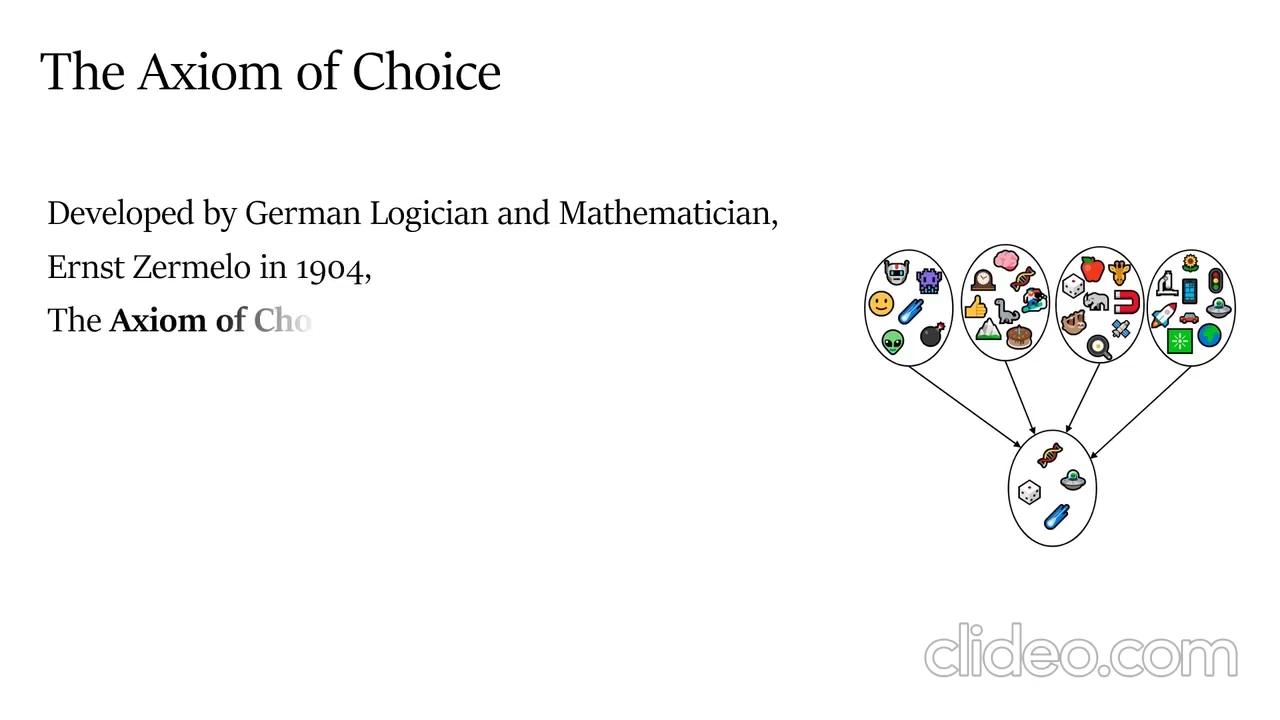 The Axiom of Choice
Developed by German Logician and Mathematician,
Ernst Zermelo in 1904,
The Axiom of Cho
clideo.com